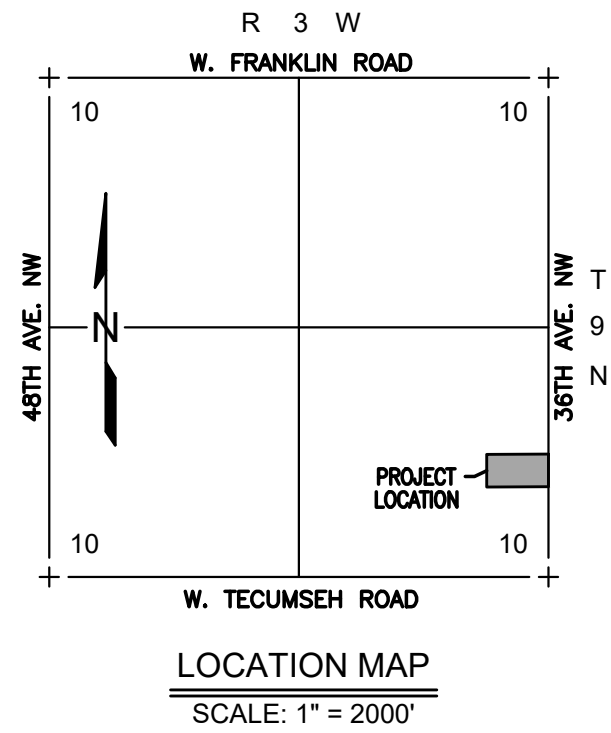 R 3 W
W. FRANKLIN ROAD
10
10
48TH AVE. NW
N
36TH AVE. NW
T
9
N
PROJECT
LOCATION
10
10
W. TECUMSEH ROAD
LOCATION MAP
SCALE: 1" = 2000'